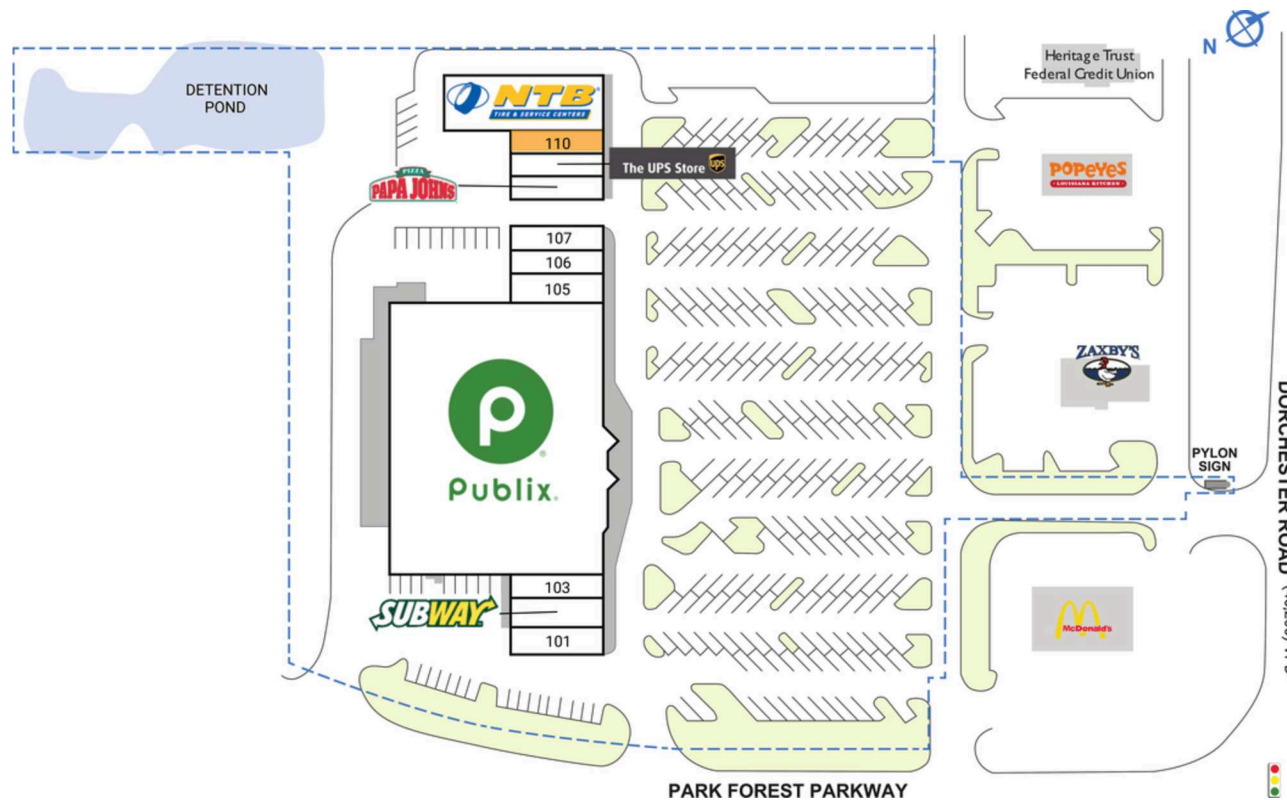 N
Heritage Trust
Federal Credit Union
DETENTION
POND
NTB
TIRE & SERVICE CENTERS
110
The UPS Store
ups
PIZZA
PAPA JOHNS
POPEYES
LOUISIANA KITCHEN
107
106
105
ZAXBY'S
p
Publix
PYLON
SIGN
DORCHESTER ROAD
103
SUBWAY
101
McDonald's
PARK FOREST PARKWAY